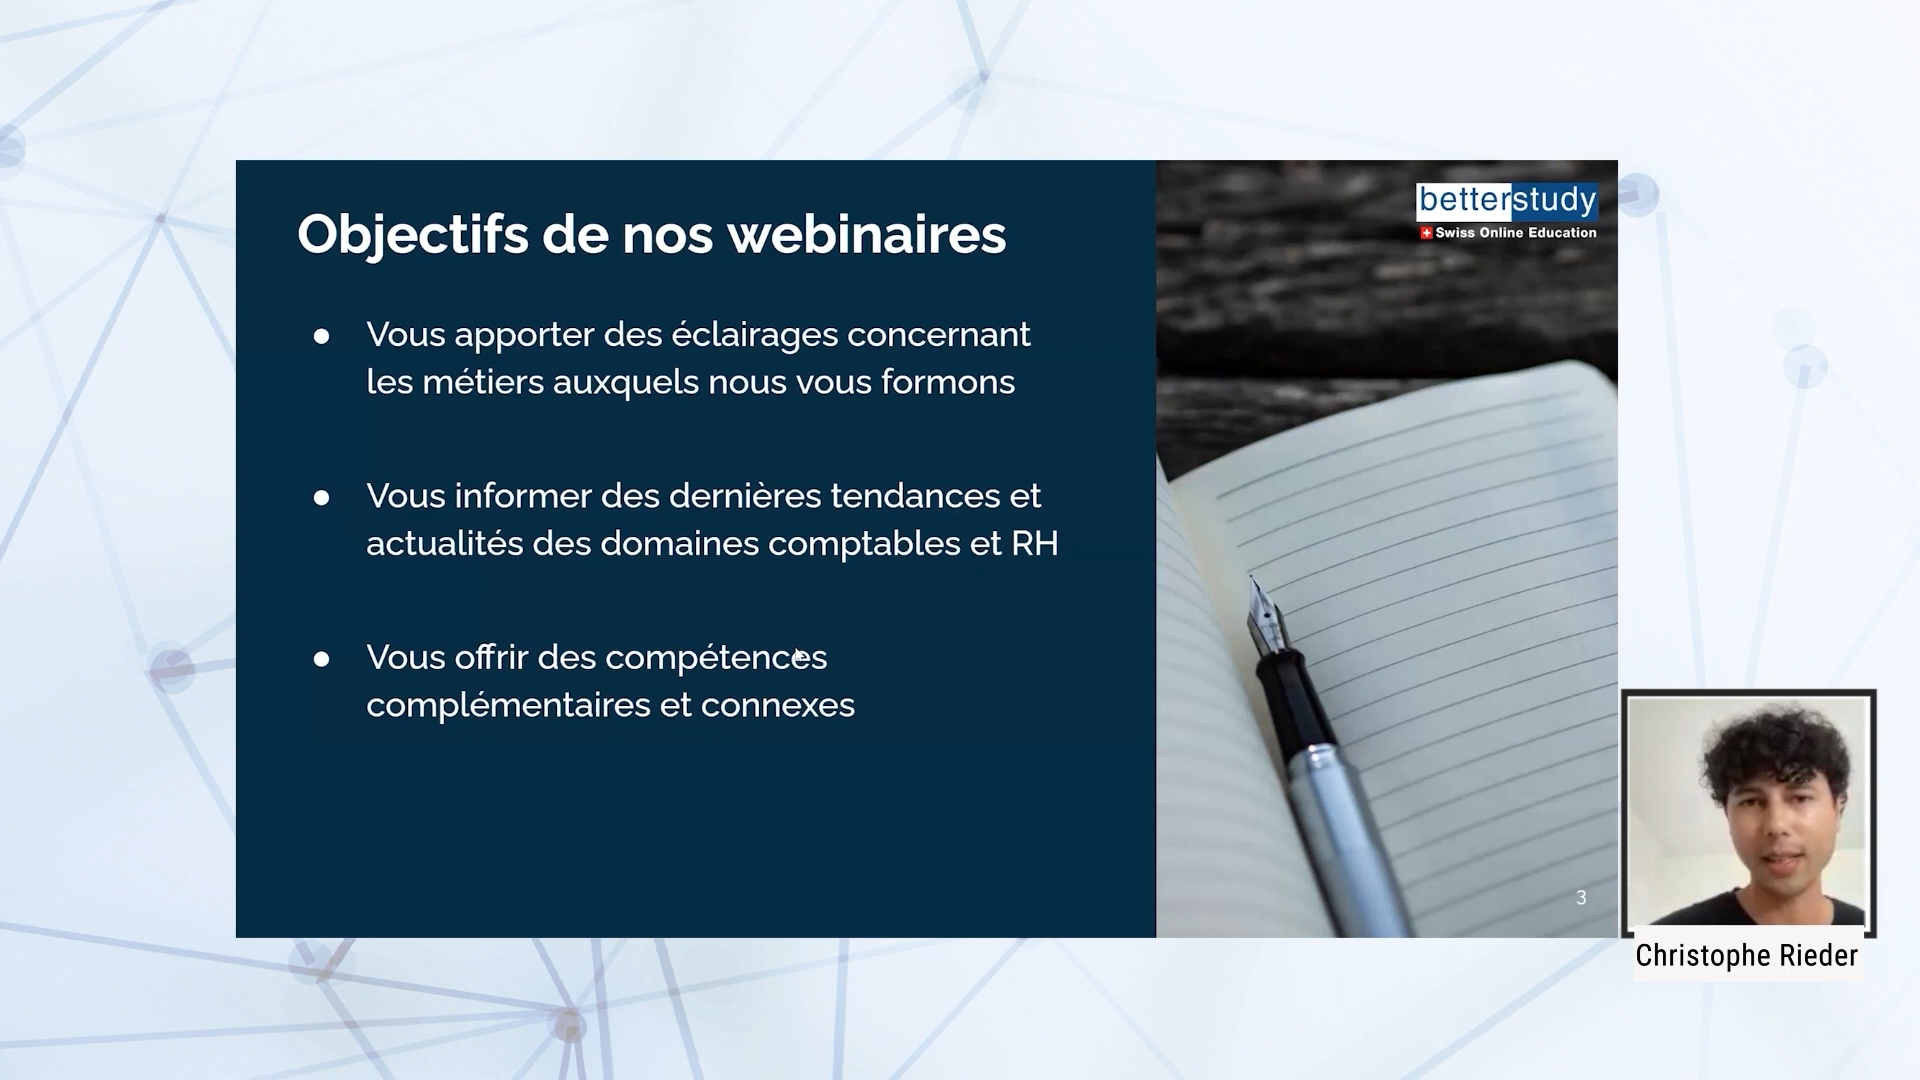 Objectifs de nos webinaires
betterstudy
Swiss Online Education
● Vous apporter des éclairages concernant
les métiers auxquels nous vous formons
● Vous informer des dernières tendances et
actualités des domaines comptables et RH
● Vous offrir des compétences
complémentaires et connexes
3
Christophe Rieder